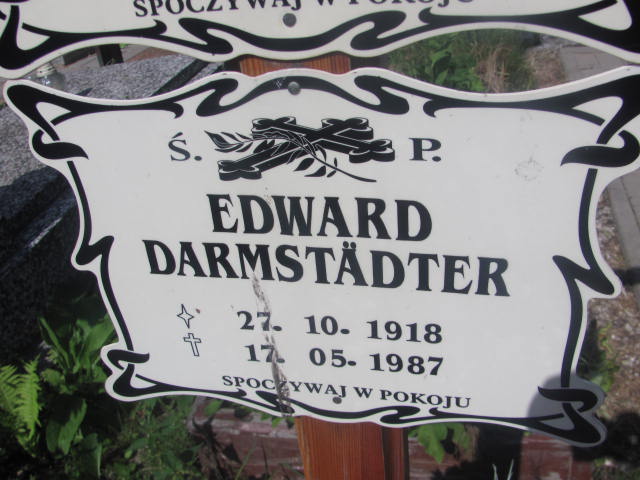 SPOCZYWAJ W POKOJU
Ś. P.
EDWARD
DARMSTÄDTER
27. 10. 1918
17. 05. 1987
SPOCZYWAJ W POKOJU